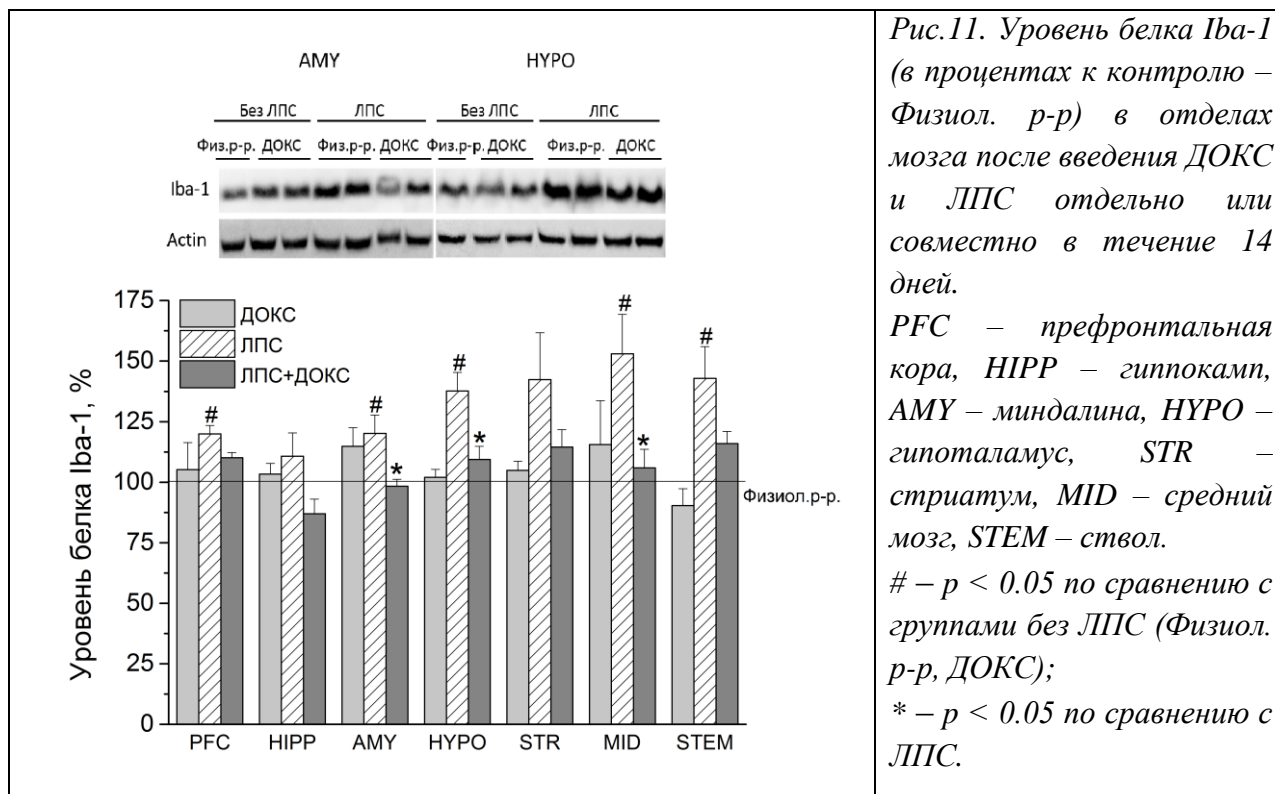 AMY HYPO
Без ЛПС ЛПС Без ЛПС ЛПС
Физ.р-р. ДОКС Физ.р-р. ДОКС Физ.р-р. ДОКС Физ.р-р. ДОКС
Iba-1
Actin
Уровень белка Iba-1, %
175
150
125
100
75
50
25
0
ДОКС
ЛПС
ЛПС+ДОКС
# # # # #
* * *
Физиол.р-р.
PFC HIPP AMY HYPO STR MID STEM
Рис.11. Уровень белка Iba-1
(в процентах к контролю –
Физиол. р-р) в отделах
мозга после введения ДОКС
и ЛПС отдельно или
совместно в течение 14
дней.
PFC – префронтальная
кора, HIPP – гиппокамп,
AMY – миндалина, HYPO –
гипоталамус, STR –
стриатум, MID – средний
мозг, STEM – ствол.
# – p < 0.05 по сравнению с
группами без ЛПС (Физиол.
р-р, ДОКС);
* – p < 0.05 по сравнению с
ЛПС.